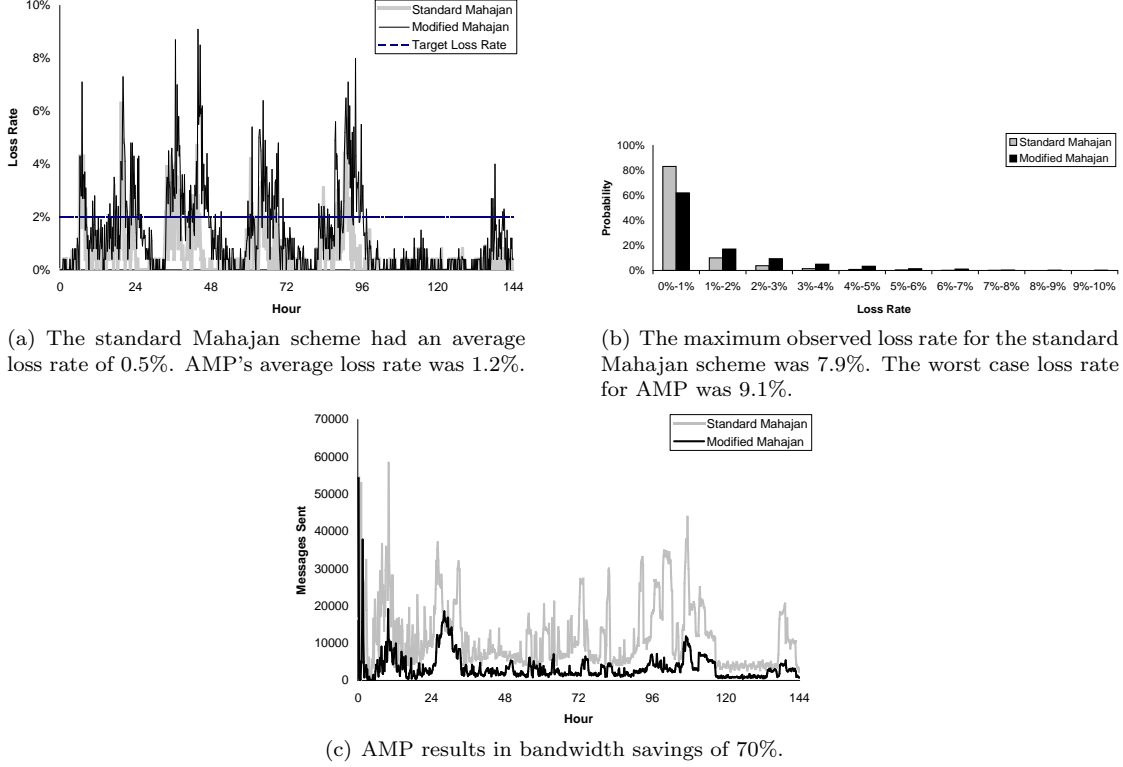 10%
8%
6%
4%
2%
0%
Loss Rate
0 24 48 72 96 120 144
Hour
Standard Mahajan
Modified Mahajan
Target Loss Rate
(a) The standard Mahajan scheme had an average
loss rate of 0.5%. AMP's average loss rate was 1.2%.
100%
80%
60%
40%
20%
0%
Probability
0%-1% 1%-2% 2%-3% 3%-4% 4%-5% 5%-6% 6%-7% 7%-8% 8%-9% 9%-10%
Loss Rate
Standard Mahajan
Modified Mahajan
(b) The maximum observed loss rate for the standard
Mahajan scheme was 7.9%. The worst case loss rate
for AMP was 9.1%.
70000
60000
50000
40000
30000
20000
10000
0
Messages Sent
0 24 48 72 96 120 144
Hour
Standard Mahajan
Modified Mahajan
(c) AMP results in bandwidth savings of 70%.